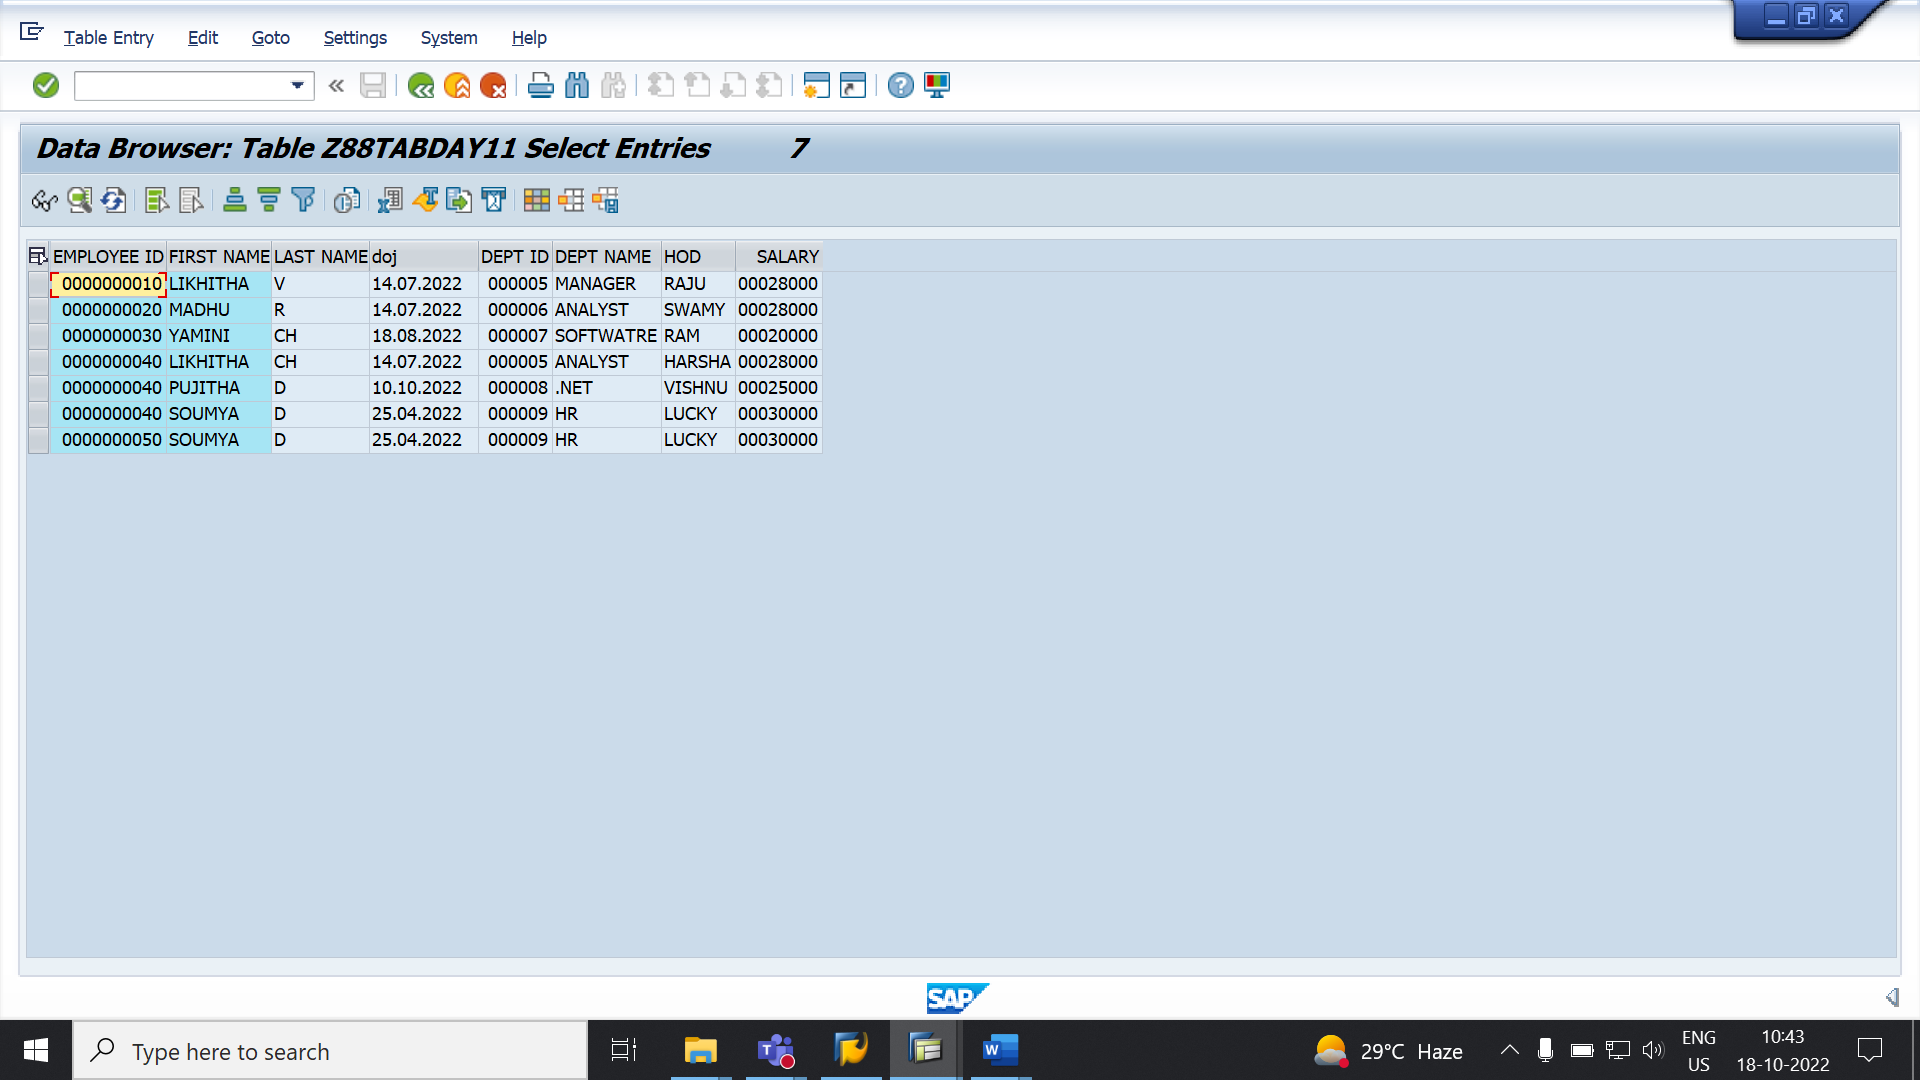 Table Entry Edit Goto Settings System Help
Data Browser: Table Z88TABDAY11 Select Entries 7
EMPLOYEE ID FIRST NAME LAST NAME doj DEPT ID DEPT NAME HOD SALARY
0000000010 LIKHITHA V 14.07.2022 000005 MANAGER RAJU 00028000
0000000020 MADHU R 14.07.2022 000006 ANALYST SWAMY 00028000
0000000030 YAMINI CH 18.08.2022 000007 SOFTWATRE RAM 00020000
0000000040 LIKHITHA CH 14.07.2022 000005 ANALYST HARSHA 00028000
0000000040 PUJITHA D 10.10.2022 000008 .NET VISHNU 00025000
0000000040 SOUMYA D 25.04.2022 000009 HR LUCKY 00030000
0000000050 SOUMYA D 25.04.2022 000009 HR LUCKY 00030000
SAP
Type here to search 29°C Haze ENG 10:43
US 18-10-2022